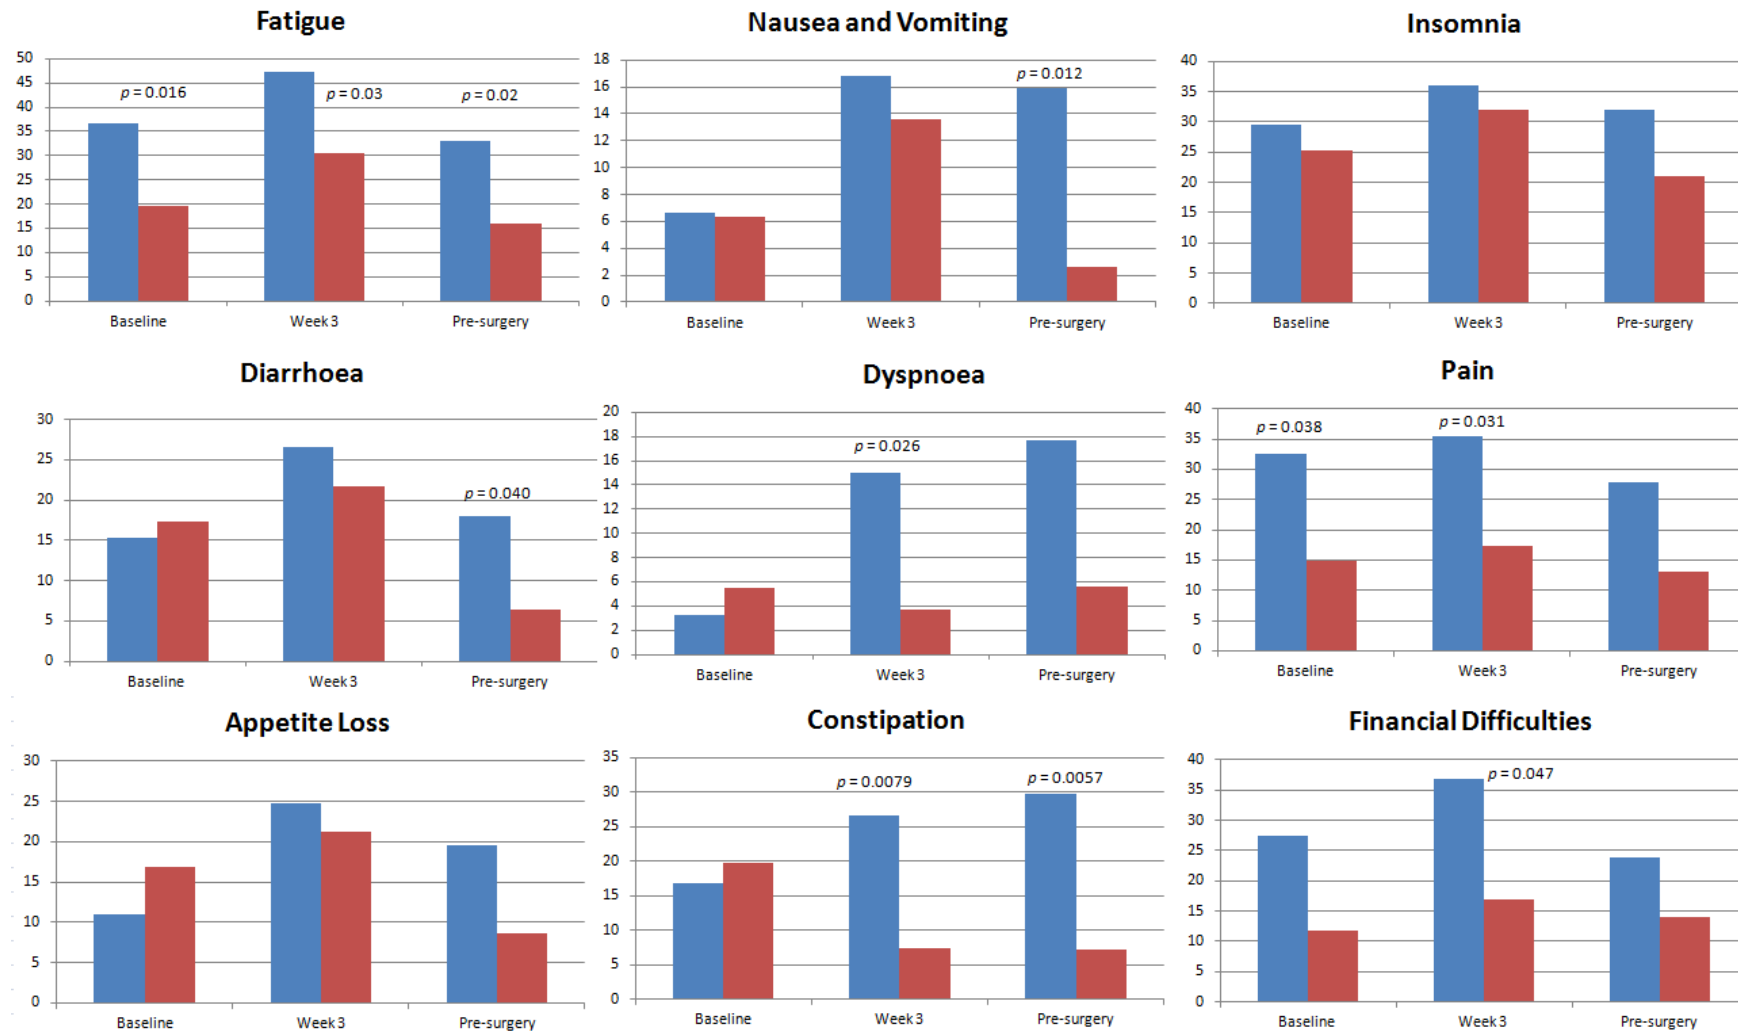 Fatigue
50
45
40
35
30
25
20
15
10
5
0
p = 0.016
p = 0.03
p = 0.02
Baseline
Week 3
Pre-surgery
Nausea and Vomiting
18
16
14
12
10
8
6
4
2
0
p = 0.012
Baseline
Week 3
Pre-surgery
Insomnia
40
35
30
25
20
15
10
5
0
Baseline
Week 3
Pre-surgery
Diarrhoea
30
25
20
15
10
5
0
p = 0.040
Baseline
Week 3
Pre-surgery
Dyspnoea
20
18
16
14
12
10
8
6
4
2
0
p = 0.026
Baseline
Week 3
Pre-surgery
Pain
40
35
30
25
20
15
10
5
0
p = 0.038
p = 0.031
Baseline
Week 3
Pre-surgery
Appetite Loss
30
25
20
15
10
5
0
Baseline
Week 3
Pre-surgery
Constipation
35
30
25
20
15
10
5
0
p = 0.0079
p = 0.0057
Baseline
Week 3
Pre-surgery
Financial Difficulties
40
35
30
25
20
15
10
5
0
p = 0.047
Baseline
Week 3
Pre-surgery